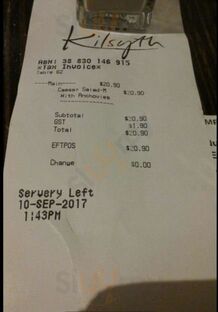 Kilsyth
ABN: 38 830 146 915
*Tax Invoice*
Table 62
----Main---- $20.90
Caesar Salad-M $20.90
With Anchovies
Subtotal $20.90
GST $1.90
Total $20.90
EFTPOS $20.90
Change $0.00
Servery Left
10-SEP-2017
1:43PM